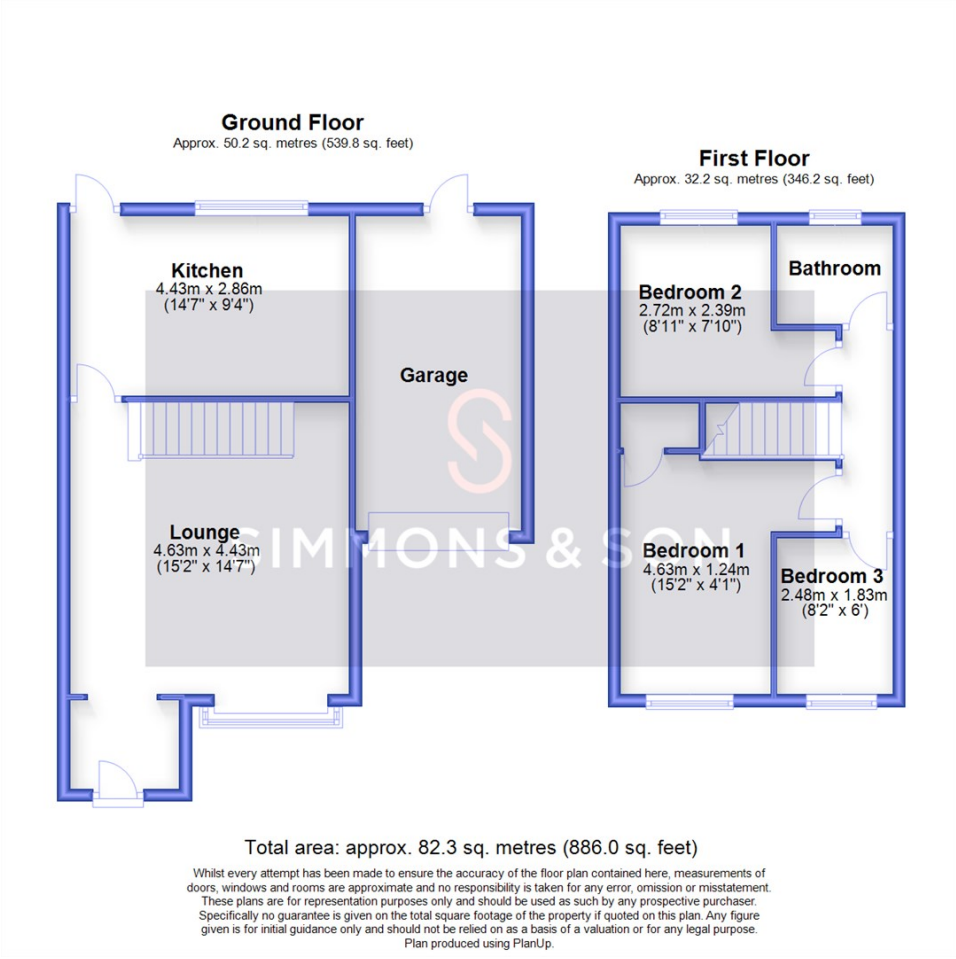 Ground Floor
Approx. 50.2 sq. metres (539.8 sq. feet)
First Floor
Approx. 32.2 sq. metres (346.2 sq. feet)
Kitchen
4.43m x 2.86m
(14'7" x 9'4")
Garage
Lounge
4.63m x 4.43m
(15'2" x 14'7")
Bedroom 2
2.72m x 2.39m
(8'11" x 7'10")
Bathroom
Bedroom 1
4.63m x 1.24m
(15'2" x 4'1")
Bedroom 3
2.48m x 1.83m
(8'2" x 6')
SIMMONS & SON
Total area: approx. 82.3 sq. metres (886.0 sq. feet)
Whilst every attempt has been made to ensure the accuracy of the floor plan contained here, measurements of
doors, windows and rooms are approximate and no responsibility is taken for any error, omission or misstatement.
These plans are for representation purposes only and should be used as such by any prospective purchaser.
Specifically no guarantee is given on the total square footage of the property if quoted on this plan. Any figure
given is for initial guidance only and should not be relied on as a basis of a valuation or for any legal purpose.
Plan produced using PlanUp.